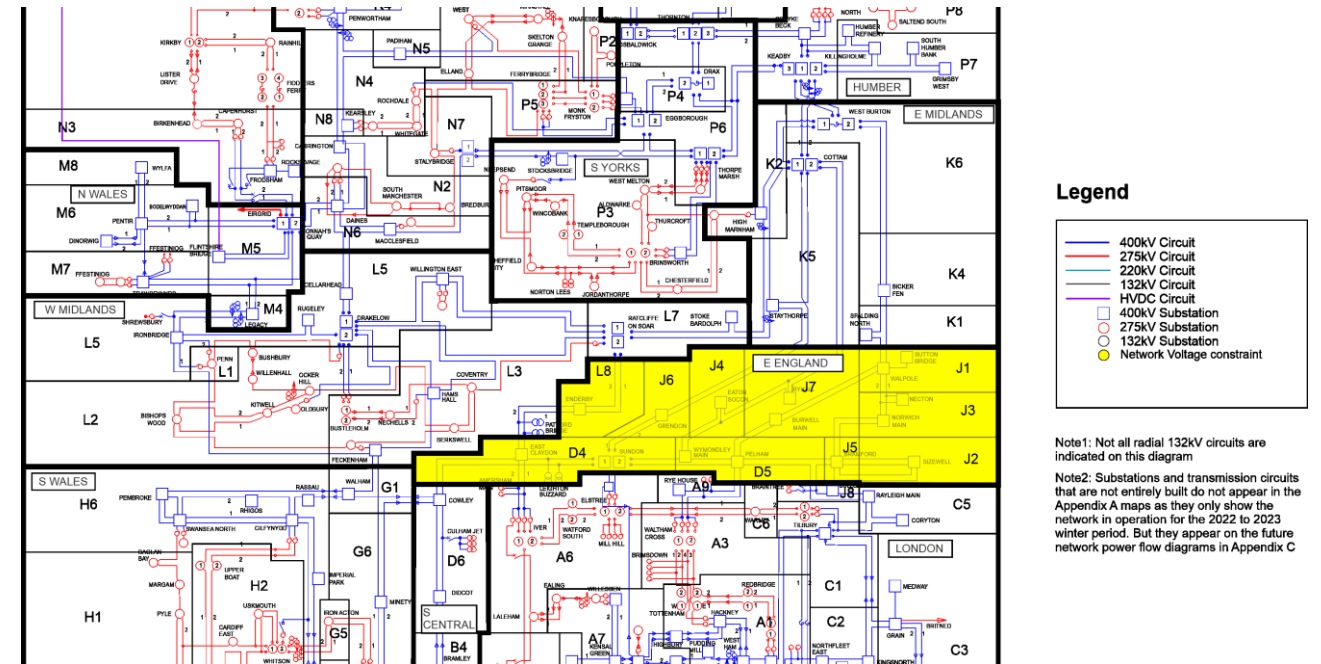 NORTH
P8
SALTEND SOUTH
WEST
THORNTON
PENWORTHAM
KIRKBY
RAINHILL
PADIHAM
N5
SKELTON
GRANGE
P2
OSBALDWICK
BECK
HUMBER
REFINERY
SOUTH
HUMBER
BANK
KEADBY
KILLINGHOLME
P7
GRIMSBY
WEST
HUMBER
LISTER
DRIVE
N4
ELLAND
FERRYBRIDGE
DRAX
P4
ROCHDALE
P5
MONK
FRYSTON
EGGBOROUGH
P6
WEST BURTON
E MIDLANDS
CAPENHURST
BIRKENHEAD
N3
N8
KEARSLEY
WHITEGATE
N7
CARRINGTON
STALYBRIDGE
M8
WYLFA
ROCKSAVAGE
FRODSHAM
N WALES
M6
BODELWYDDAN
EIRGRID
PENTIR
DINORWIG
FFESTINIOG
FLINTSHIRE
BRIDGE
M5
M7
FFESTINIOG
N2
SOUTH
MANCHESTER
BREDBURY
DAINES
N6
MACCLESFIELD
STOCKSBRIDGE
S YORKS
WEST MELTON
THORPE
MARSH
PITSMOOR
ALDWARKE
WINCOBANK
P3
TEMPLEBOROUGH
THURCROFT
BRINSWORTH
NORTON LEES
JORDANTHORPE
CHESTERFIELD
HIGH
MARNHAM
K2
COTTAM
K6
K5
K4
BICKER
FEN
K1
STAYTHORPE
SPALDING
NORTH
M4
LEGACY
L5
CELLARHEAD
WILLINGTON EAST
W MIDLANDS
SHREWSBURY
IRONBRIDGE
RUGELEY
DRAKELOW
L7
RATCLIFFE
ON SOAR
STOKE
BARDOLPH
L5
PENN
L1
BUSHBURY
WILLENHALL
OCKER
HILL
COVENTRY
L3
L2
BISHOPS
WOOD
KITWELL
OLDBURY
BUSTLEHOLM
NECHELLS
HAMS
HALL
BERKSWELL
FECKENHAM
L8
J6
J4
E ENGLAND
J7
J1
J3
J5
J2
D4
D5
ENDERBY
GRENDON
EATON
SOCON
BURWELL
MAIN
SUTTON
BRIDGE
WALPOLE
NECTON
NORWICH
MAIN
EAST
CLAYDON
SUNDON
WYMONDLEY
MAIN
PELHAM
BRAMFORD
SIZEWELL
LEIGHTON
BUZZARD
S WALES
H6
PEMBROKE
RASSAU
RHIGOS
WALHAM
G1
SWANSEA NORTH
CILFYNYDD
COWLEY
CULHAM JET
D6
DIDCOT
G6
IMPERIAL
PARK
MINETY
BAGLAN
BAY
MARGAM
PYLE
H1
UPPER
BOAT
H2
USKMOUTH
CARDIFF
EAST
WHITSON
IRON ACTON
G5
S
CENTRAL
B4
BRAMLEY
IVER
WATFORD
SOUTH
ELSTREE
MILL HILL
A6
EALING
WILLESDEN
LALEHAM
A7
KENSAL
GREEN
RYE HOUSE
A9
WALTHAM
CROSS
BRIMSDOWN
A3
C6
REDBRIDGE
TOTTENHAM
HACKNEY
A1
HIGHBURY
PUDDING
MILL
WEST
HAM
J8
RAYLEIGH MAIN
C5
CORYTON
TILBURY
LONDON
C1
MEDWAY
C2
GRAIN
BRITNED
NORTHFLEET
EAST
KINGSNORTH
C3
Legend
400kV Circuit
275kV Circuit
220kV Circuit
132kV Circuit
HVDC Circuit
400kV Substation
275kV Substation
132kV Substation
Network Voltage constraint
Note1: Not all radial 132kV circuits are
indicated on this diagram
Note2: Substations and transmission circuits
that are not entirely built do not appear in the
Appendix A maps as they only show the
network in operation for the 2022 to 2023
winter period. But they appear on the future
network power flow diagrams in Appendix C